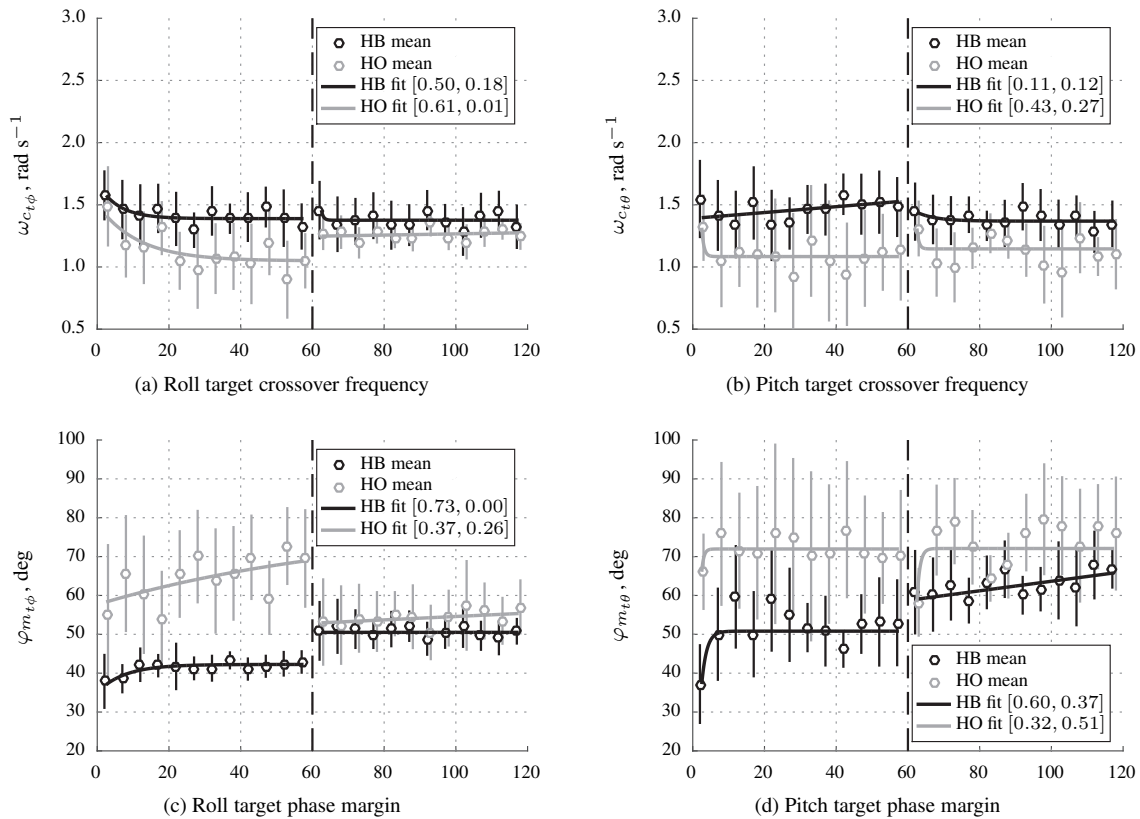 3.0
2.5
2.0
1.5
1.0
0.5
ω_{c_{tϕ}}, rad s⁻¹
HB mean
HO mean
HB fit [0.50, 0.18]
HO fit [0.61, 0.01]
0 20 40 60 80 100 120
(a) Roll target crossover frequency
3.0
2.5
2.0
1.5
1.0
0.5
ω_{c_{tθ}}, rad s⁻¹
HB mean
HO mean
HB fit [0.11, 0.12]
HO fit [0.43, 0.27]
0 20 40 60 80 100 120
(b) Pitch target crossover frequency
100
90
80
70
60
50
40
30
20
φ_{m_{tϕ}}, deg
HB mean
HO mean
HB fit [0.73, 0.00]
HO fit [0.37, 0.26]
0 20 40 60 80 100 120
(c) Roll target phase margin
100
90
80
70
60
50
40
30
20
φ_{m_{tθ}}, deg
HB mean
HO mean
HB fit [0.60, 0.37]
HO fit [0.32, 0.51]
0 20 40 60 80 100 120
(d) Pitch target phase margin